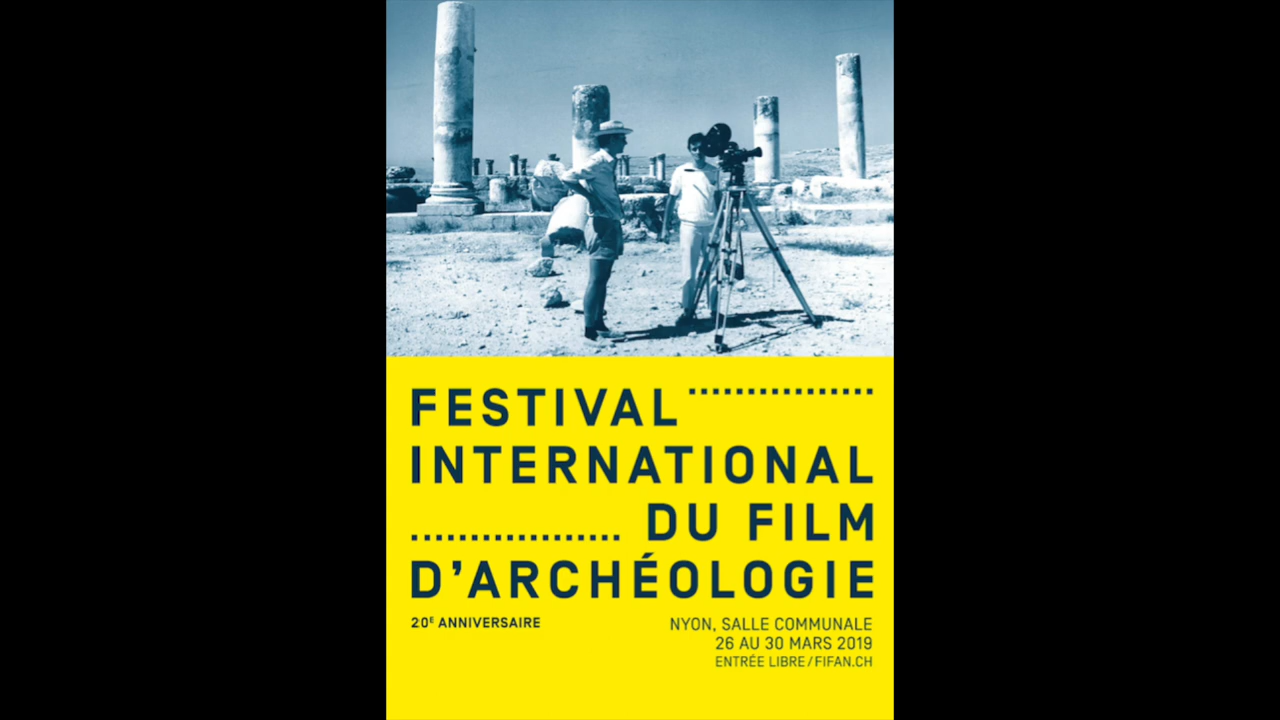 FESTIVAL
INTERNATIONAL
DU FILM
D'ARCHÉOLOGIE
20E ANNIVERSAIRE
NYON, SALLE COMMUNALE
26 AU 30 MARS 2019
ENTRÉE LIBRE/FIFAN.CH